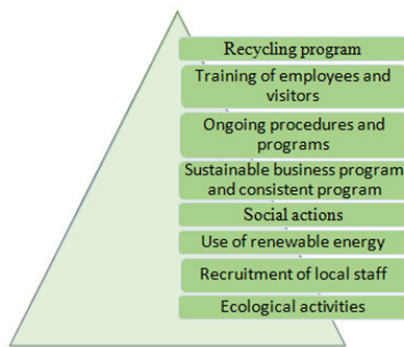 Recycling program
Training of employees and
visitors
Ongoing procedures and
programs
Sustainable business program
and consistent program
Social actions
Use of renewable energy
Recruitment of local staff
Ecological activities